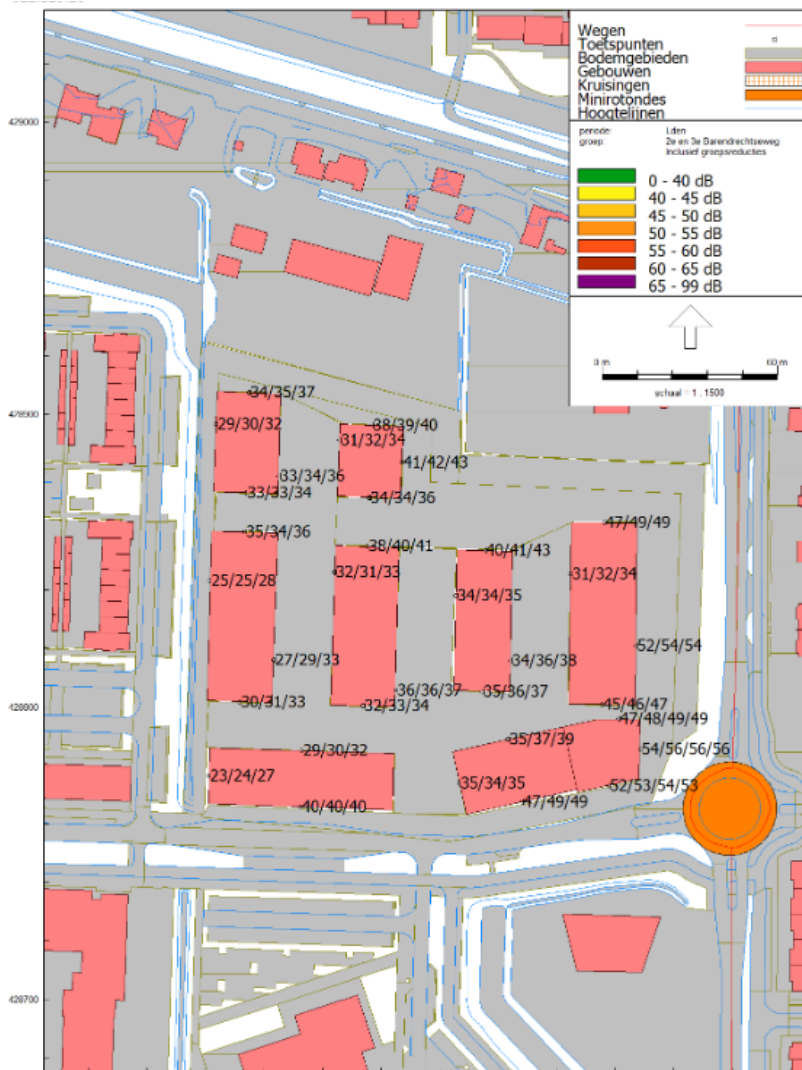 Wegen
Toetspunten
Bodemgebieden
Gebouwen
Kruisingen
Minirotondes
Hoogtelijnen
periode: Lden
groep: 2e en 3e Barendrechtseweg
Inclusief groepsreducties
0 - 40 dB
40 - 45 dB
45 - 50 dB
50 - 55 dB
55 - 60 dB
60 - 65 dB
65 - 99 dB
0 m 60 m
schaal = 1 : 1500
429000
428900
34/35/37
29/30/32
38/39/40
31/32/34
41/42/43
33/34/36
33/33/34
34/34/36
35/34/36
38/40/41
40/41/43
47/49/49
25/25/28
32/31/33
34/34/35
31/32/34
52/54/54
27/29/33
34/36/38
36/36/37
35/36/37
30/31/33
32/33/34
45/46/47
47/48/49/49
29/30/32
35/37/39
54/56/56/56
23/24/27
35/34/35
52/53/54/53
40/40/40
47/49/49
428700